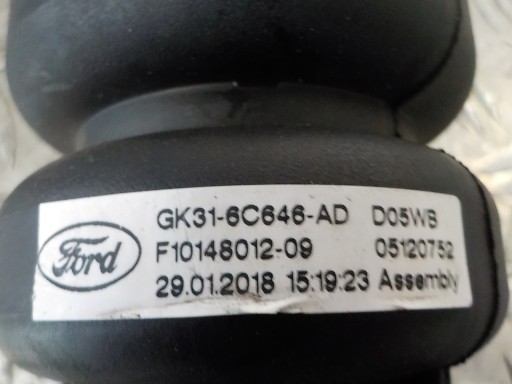 Ford
GK31-6C646-AD D05WB
F10148012-09 05120752
29.01.2018 15:19:23 Assembly